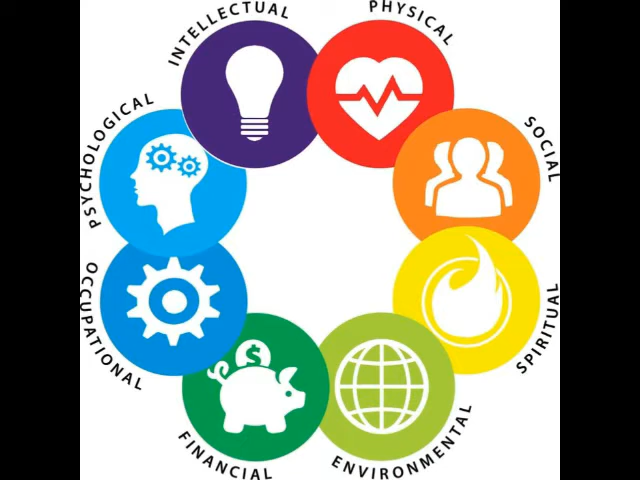 INTELLECTUAL
PHYSICAL
SOCIAL
SPIRITUAL
ENVIRONMENTAL
FINANCIAL
OCCUPATIONAL
PSYCHOLOGICAL
$